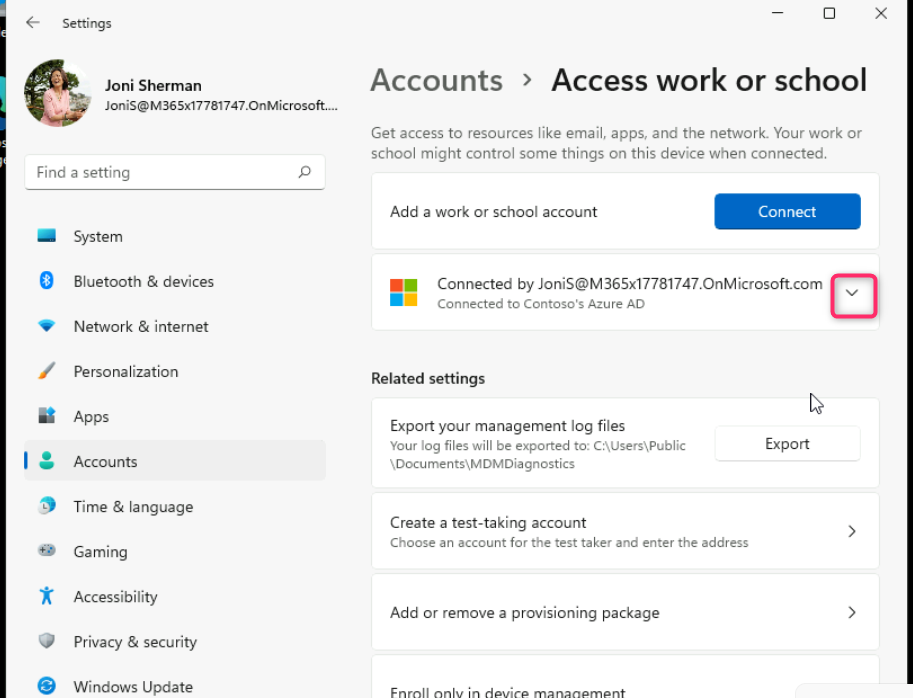 Settings
Joni Sherman
JoniS@M365x17781747.OnMicrosoft....
Find a setting
System
Bluetooth & devices
Network & internet
Personalization
Apps
Accounts
Time & language
Gaming
Accessibility
Privacy & security
Windows Update
Accounts > Access work or school
Get access to resources like email, apps, and the network. Your work or
school might control some things on this device when connected.
Add a work or school account
Connect
Connected by JoniS@M365x17781747.OnMicrosoft.com
Connected to Contoso's Azure AD
Related settings
Export your management log files
Your log files will be exported to: C:\Users\Public
\Documents\MDMDiagnostics
Export
Create a test-taking account
Choose an account for the test taker and enter the address
Add or remove a provisioning package
Enroll only in device management